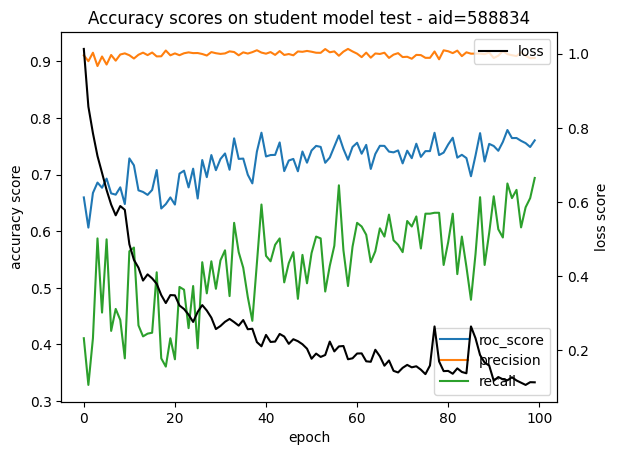 Accuracy scores on student model test - aid=588834
accuracy score
0.9
0.8
0.7
0.6
0.5
0.4
0.3
1.0
0.8
0.6
0.4
0.2
loss score
loss
roc_score
precision
recall
0
20
40
60
80
100
epoch